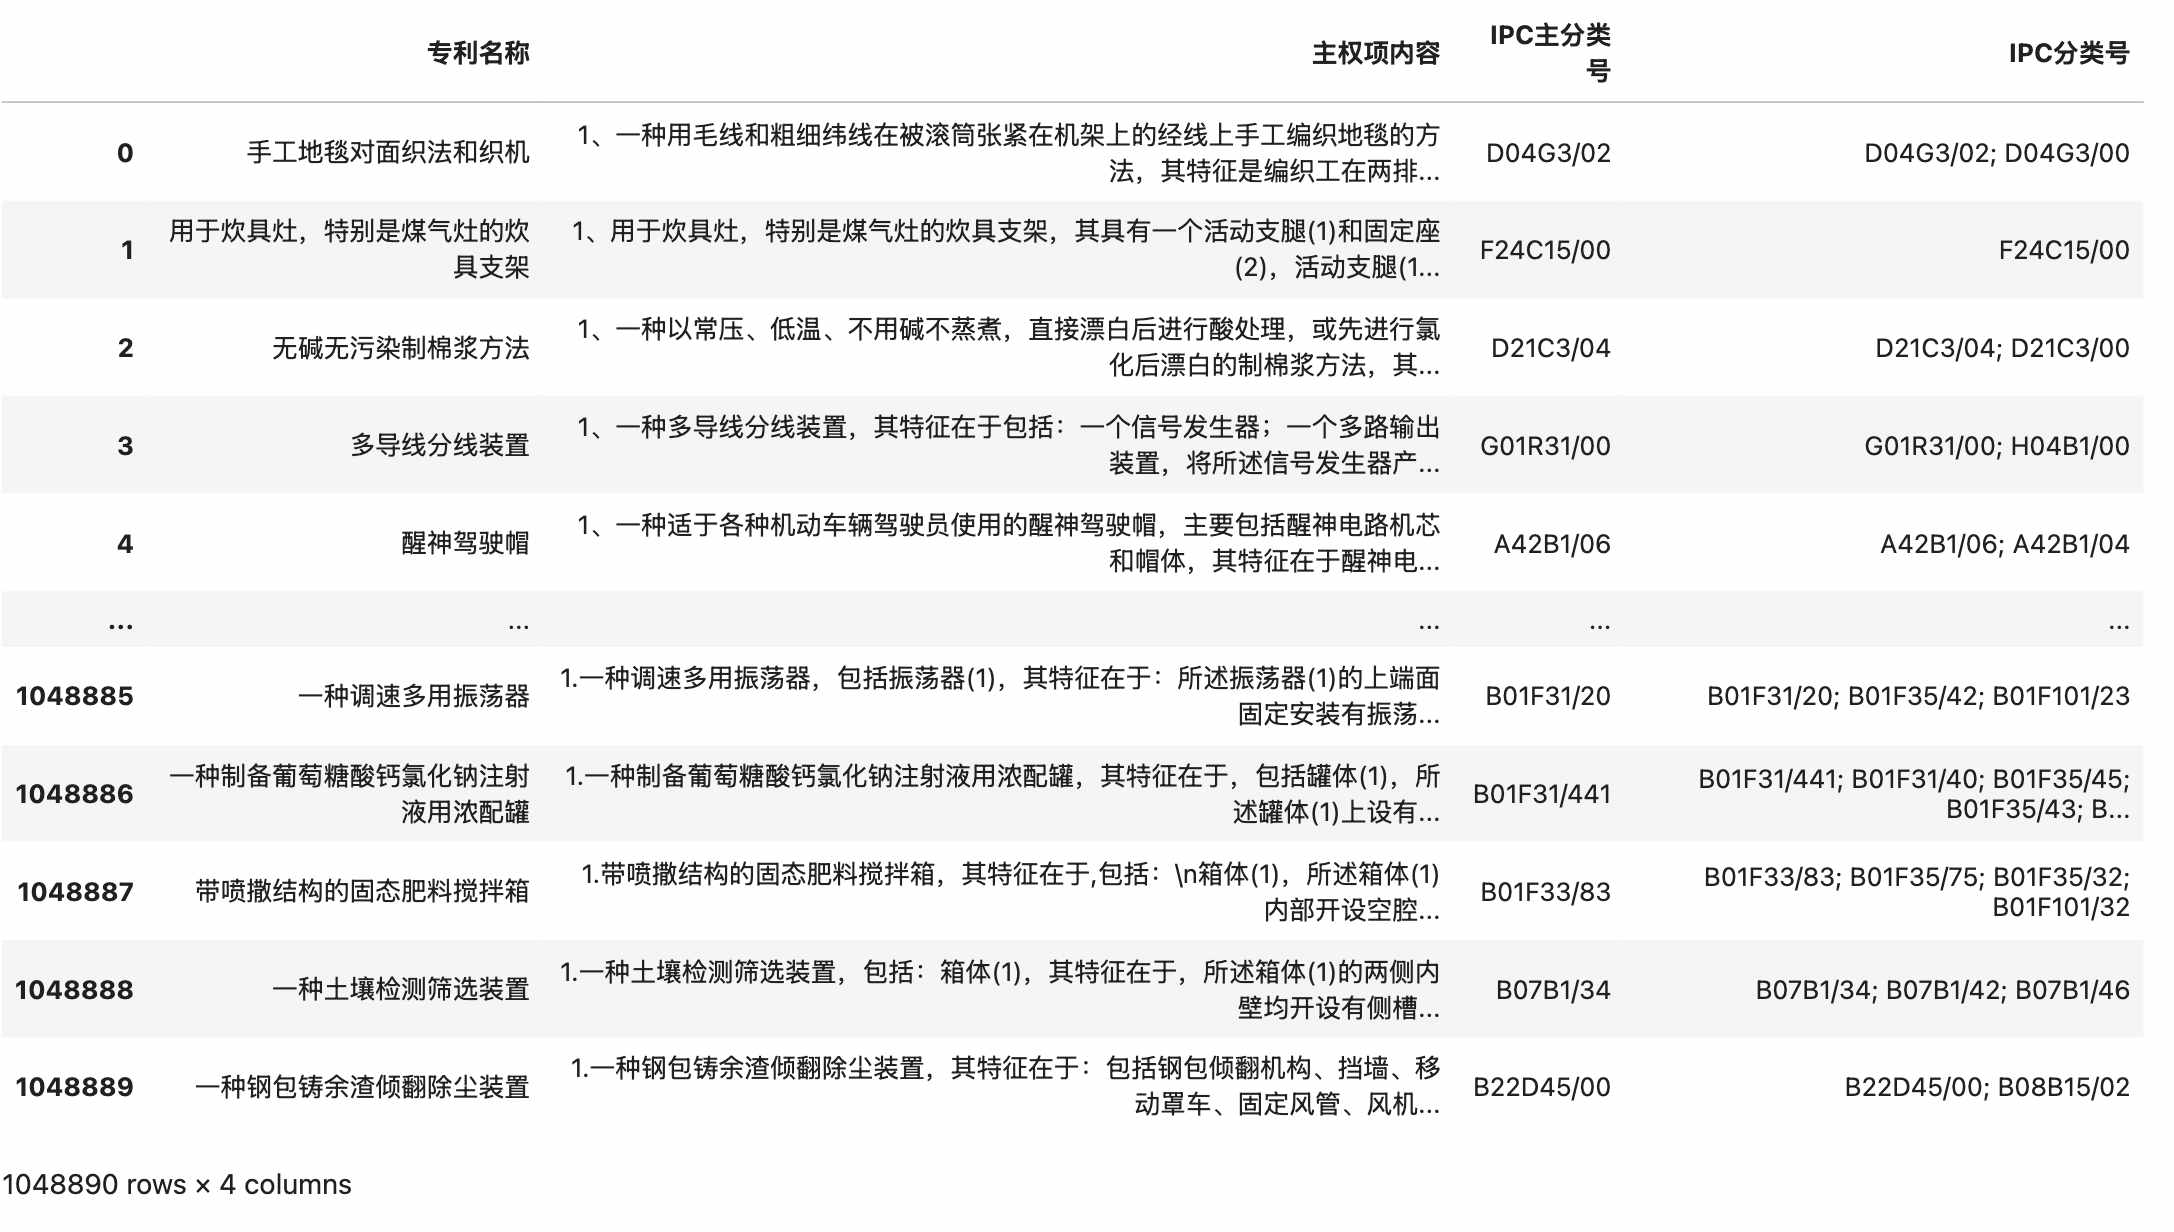 专利名称 主权项内容 IPC主分类号 IPC分类号
0 手工地毯对面织法和织机 1、一种用毛线和粗细纬线在被滚筒张紧在机架上的经线上手工编织地毯的方法，其特征是编织工在两排... D04G3/02 D04G3/02; D04G3/00
1 用于炊具灶，特别是煤气灶的炊具支架 1、用于炊具灶，特别是煤气灶的炊具支架，其具有一个活动支腿(1)和固定座(2)，活动支腿(1... F24C15/00 F24C15/00
2 无碱无污染制棉浆方法 1、一种以常压、低温、不用碱不蒸煮，直接漂白后进行酸处理，或先进行氯化后漂白的制棉浆方法，其... D21C3/04 D21C3/04; D21C3/00
3 多导线分线装置 1、一种多导线分线装置，其特征在于包括：一个信号发生器；一个多路输出装置，将所述信号发生器产... G01R31/00 G01R31/00; H04B1/00
4 醒神驾驶帽 1、一种适于各种机动车辆驾驶员使用的醒神驾驶帽，主要包括醒神电路机芯和帽体，其特征在于醒神电... A42B1/06 A42B1/06; A42B1/04
... ... ... ... ...
1048885 一种调速多用振荡器 1.一种调速多用振荡器，包括振荡器(1)，其特征在于：所述振荡器(1)的上端面固定安装有振荡... B01F31/20 B01F31/20; B01F35/42; B01F101/23
1048886 一种制备葡萄糖酸钙氯化钠注射液用浓配罐 1.一种制备葡萄糖酸钙氯化钠注射液用浓配罐，其特征在于，包括罐体(1)，所述罐体(1)上设有... B01F31/441 B01F31/441; B01F31/40; B01F35/45; B01F35/43; B...
1048887 带喷撒结构的固态肥料搅拌箱 1.带喷撒结构的固态肥料搅拌箱，其特征在于,包括：\n箱体(1)，所述箱体(1)内部开设空腔... B01F33/83 B01F33/83; B01F35/75; B01F35/32; B01F101/32
1048888 一种土壤检测筛选装置 1.一种土壤检测筛选装置，包括：箱体(1)，其特征在于，所述箱体(1)的两侧内壁均开设有侧槽... B07B1/34 B07B1/34; B07B1/42; B07B1/46
1048889 一种钢包铸余渣倾翻除尘装置 1.一种钢包铸余渣倾翻除尘装置，其特征在于：包括钢包倾翻机构、挡墙、移动罩车、固定风管、风机... B22D45/00 B22D45/00; B08B15/02
1048890 rows × 4 columns